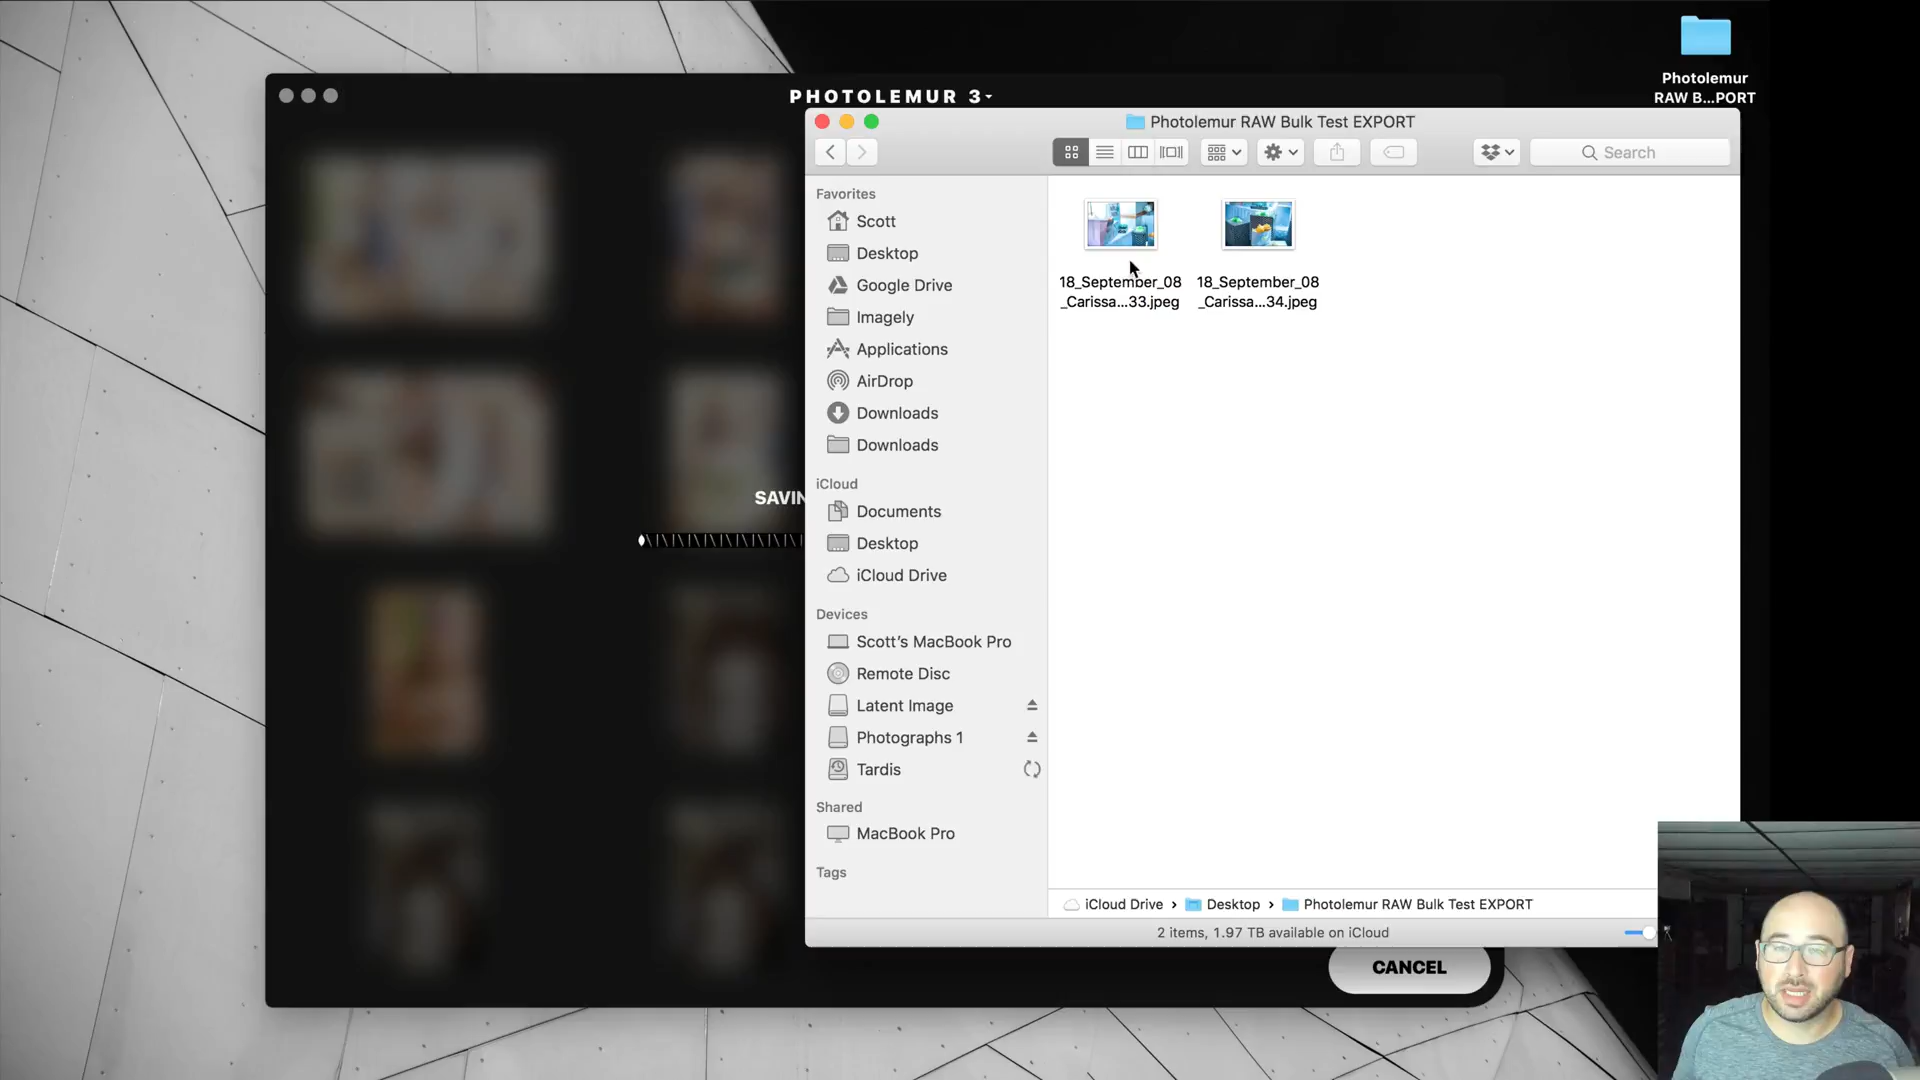 Photolemur
RAW B...PORT
PHOTOLEMUR 3
Photolemur RAW Bulk Test EXPORT
Search
Favorites
Scott
Desktop
Google Drive
Imagely
Applications
AirDrop
Downloads
Downloads
iCloud
Documents
Desktop
iCloud Drive
Devices
Scott's MacBook Pro
Remote Disc
Latent Image
Photographs 1
Tardis
Shared
MacBook Pro
Tags
18_September_08
_Carissa...33.jpeg
18_September_08
_Carissa...34.jpeg
SAVIN
iCloud Drive › Desktop › Photolemur RAW Bulk Test EXPORT
2 items, 1.97 TB available on iCloud
CANCEL